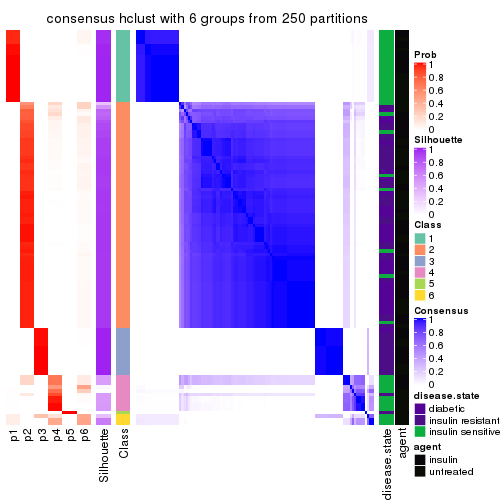 consensus hclust with 6 groups from 250 partitions
Prob
1
0.8
0.6
0.4
0.2
0
Silhouette
1
0.8
0.6
0.4
0.2
0
Class
1
2
3
4
5
6
Consensus
1
0.8
0.6
0.4
0.2
0
disease.state
diabetic
insulin resistant
insulin sensitive
agent
insulin
untreated
p1
p2
p3
p4
p5
p6
Silhouette
Class
disease.state
agent